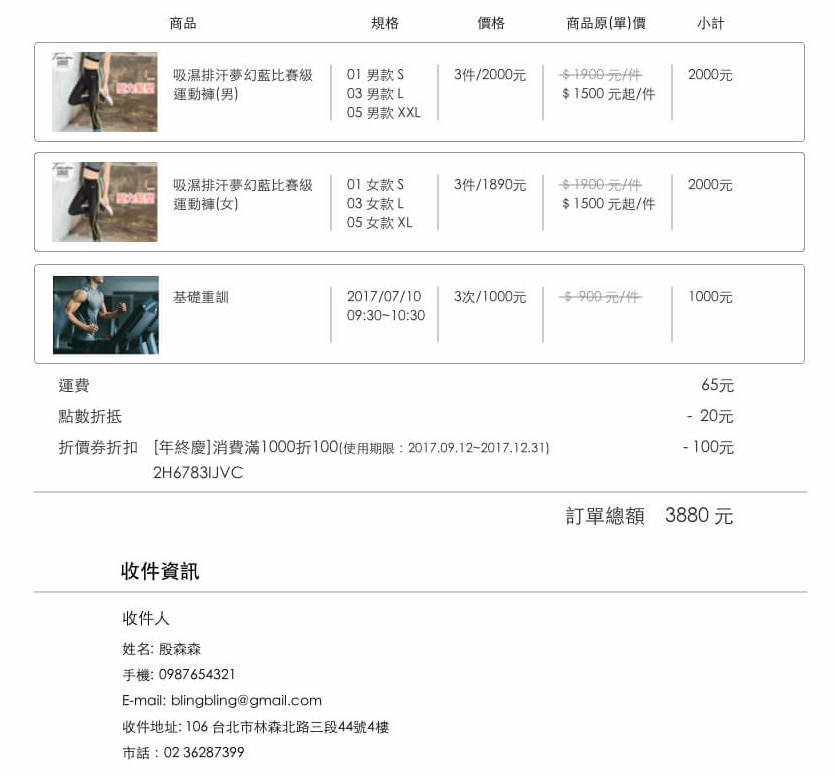 商品 規格 價格 商品原(單)價 小計
吸濕排汗夢幻藍比賽級 01 男款 S 3件/2000元 $ 1900 元/件 2000元
運動褲(男) 03 男款 L $ 1500 元起/件
05 男款 XXL
吸濕排汗夢幻藍比賽級 01 女款 S 3件/1890元 $ 1900 元/件 2000元
運動褲(女) 03 女款 L $ 1500 元起/件
05 女款 XL
基礎重訓 2017/07/10 3次/1000元 $ 900 元/件 1000元
09:30~10:30
運費 65元
點數折抵 - 20元
折價券折扣 [年終慶]消費滿1000折100(使用期限：2017.09.12~2017.12.31) - 100元
2H6783IJVC
訂單總額 3880 元
收件資訊
收件人
姓名: 殷森森
手機: 0987654321
E-mail: blingbling@gmail.com
收件地址: 106 台北市林森北路三段44號4樓
市話：02 36287399